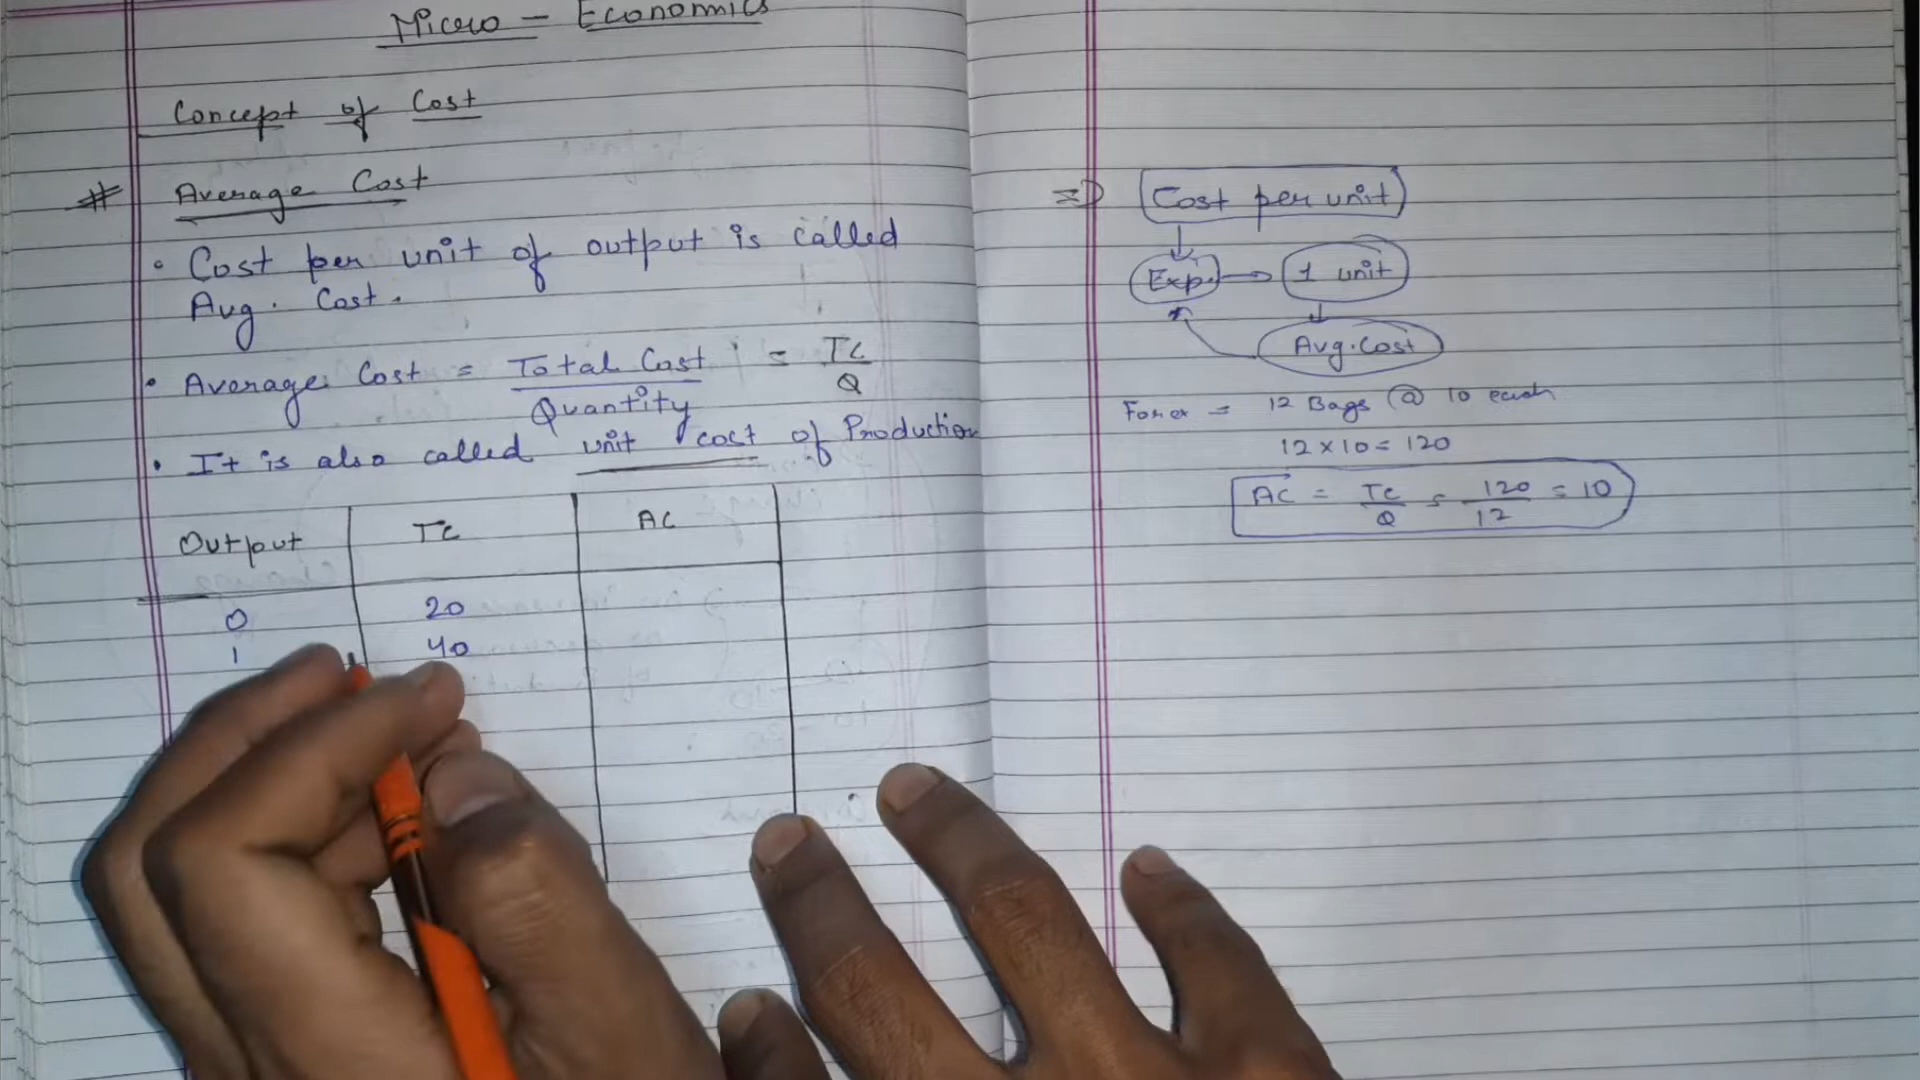 Micro - Economics
Concept of Cost
# Average Cost
• Cost per unit of output is called
Avg. Cost.
• Average Cost = Total Cost / Quantity = TC / Q
• It is also called unit cost of Production
Output TC AC
0 20
1 40
=> Cost per unit
Exp. → 1 unit
Avg. Cost
For ex = 12 Bags @ 10 each
12 x 10 = 120
AC = TC / Q = 120 / 12 = 10